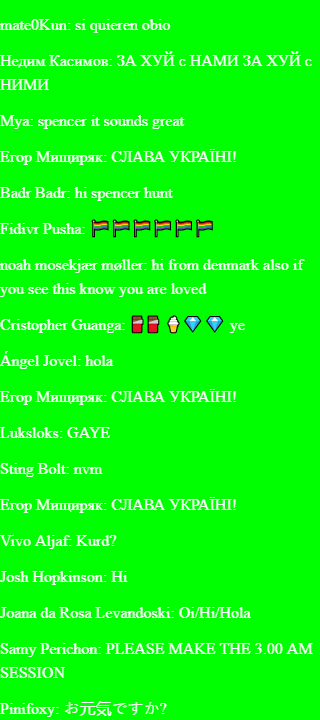 mate0Kun: si quieren obio
Недим Касимов: ЗА ХУЙ с НАМИ ЗА ХУЙ с
НИМИ
Mya: spencer it sounds great
Егор Мищиряк: СЛАВА УКРАЇНІ!
Badr Badr: hi spencer hunt
Fidivr Pusha: 🏳️‍🌈🏳️‍🌈🏳️‍🌈🏳️‍🌈🏳️‍🌈🏳️‍🌈
noah mosekjær møller: hi from denmark also if
you see this know you are loved
Cristopher Guanga: 🍫🍫🍦💎💎 ye
Ángel Jovel: hola
Егор Мищиряк: СЛАВА УКРАЇНІ!
Luksloks: GAYE
Sting Bolt: nvm
Егор Мищиряк: СЛАВА УКРАЇНІ!
Vivo Aljaf: Kurd?
Josh Hopkinson: Hi
Joana da Rosa Levandoski: Oi/Hi/Hola
Samy Perichon: PLEASE MAKE THE 3.00 AM
SESSION
Pinifoxy: お元気ですか?